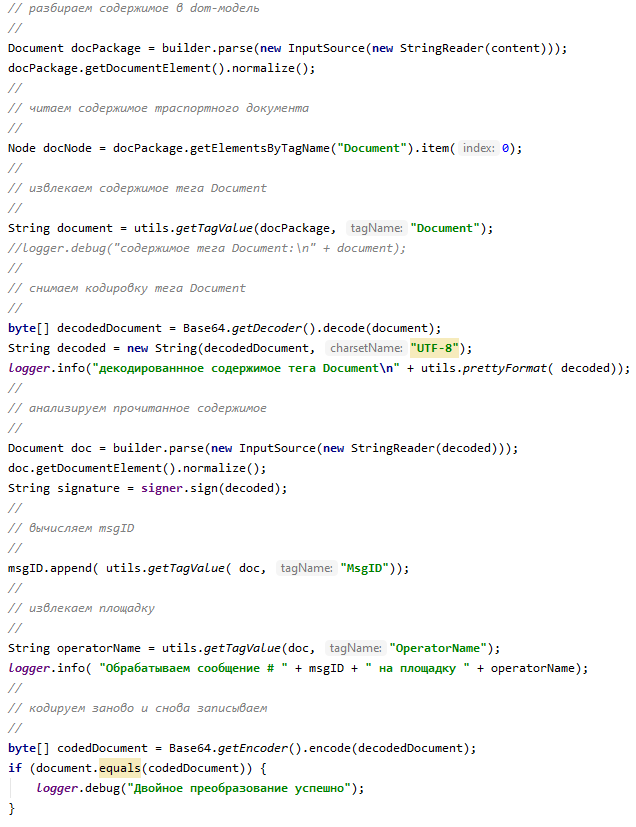 // разбираем содержимое в dom-модель
//
Document docPackage = builder.parse(new InputSource(new StringReader(content)));
docPackage.getDocumentElement().normalize();
//
// читаем содержимое траспортного документа
//
Node docNode = docPackage.getElementsByTagName("Document").item( index: 0);
//
// извлекаем содержимое тега Document
//
String document = utils.getTagValue(docPackage, tagName: "Document");
//logger.debug("содержимое тега Document:\n" + document);
//
// снимаем кодировку тега Document
//
byte[] decodedDocument = Base64.getDecoder().decode(document);
String decoded = new String(decodedDocument, charsetName: "UTF-8");
logger.info("декодированнное содержимое тега Document\n" + utils.prettyFormat( decoded));
//
// анализируем прочитанное содержимое
//
Document doc = builder.parse(new InputSource(new StringReader(decoded)));
doc.getDocumentElement().normalize();
String signature = signer.sign(decoded);
//
// вычисляем msgID
//
msgID.append( utils.getTagValue( doc, tagName: "MsgID"));
//
// извлекаем площадку
//
String operatorName = utils.getTagValue(doc, tagName: "OperatorName");
logger.info( "Обрабатываем сообщение # " + msgID + " на площадку " + operatorName);
//
// кодируем заново и снова записываем
//
byte[] codedDocument = Base64.getEncoder().encode(decodedDocument);
if (document.equals(codedDocument)) {
logger.debug("Двойное преобразование успешно");
}